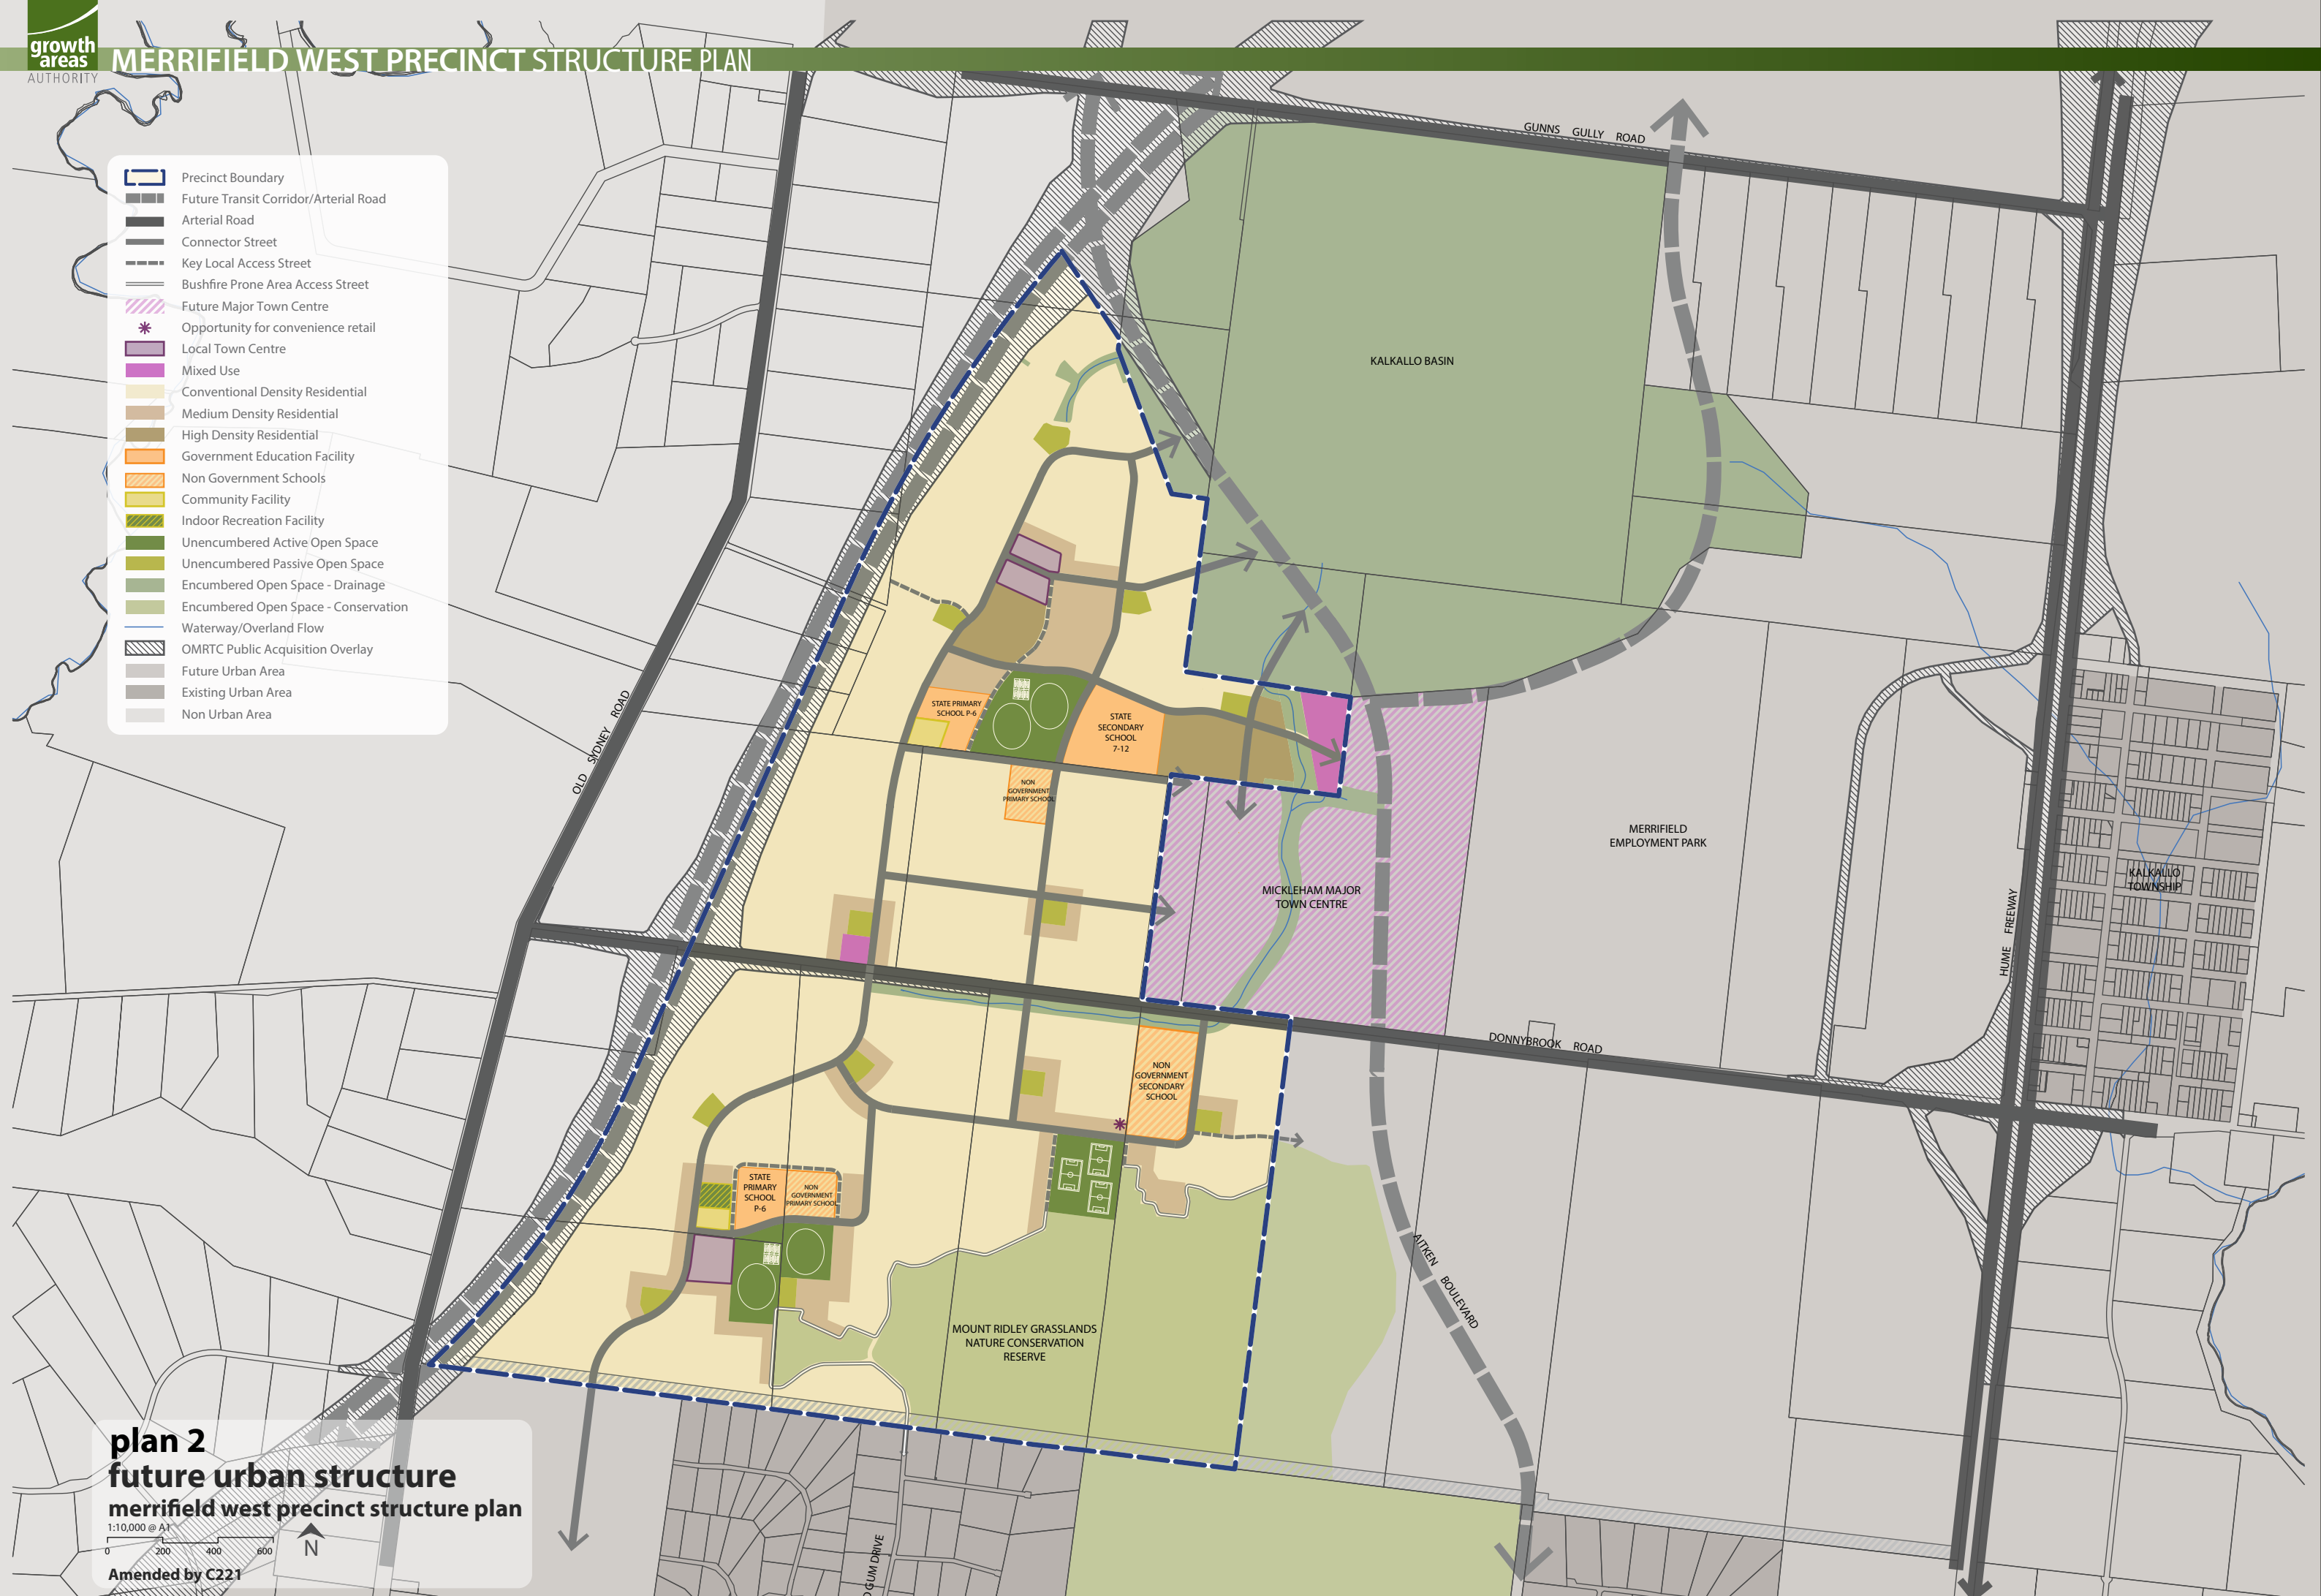 growth
areas
AUTHORITY
MERRIFIELD WEST PRECINCT STRUCTURE PLAN
Precinct Boundary
Future Transit Corridor/Arterial Road
Arterial Road
Connector Street
Key Local Access Street
Bushfire Prone Area Access Street
Future Major Town Centre
Opportunity for convenience retail
Local Town Centre
Mixed Use
Conventional Density Residential
Medium Density Residential
High Density Residential
Government Education Facility
Non Government Schools
Community Facility
Indoor Recreation Facility
Unencumbered Active Open Space
Unencumbered Passive Open Space
Encumbered Open Space - Drainage
Encumbered Open Space - Conservation
Waterway/Overland Flow
OMRTC Public Acquisition Overlay
Future Urban Area
Existing Urban Area
Non Urban Area
GUNNS GULLY ROAD
KALKALLO BASIN
OLD SYDNEY ROAD
STATE PRIMARY
SCHOOL P-6
STATE
SECONDARY
SCHOOL
7-12
NON
GOVERNMENT
PRIMARY SCHOOL
MERRIFIELD
EMPLOYMENT PARK
MICKLEHAM MAJOR
TOWN CENTRE
KALKALLO
TOWNSHIP
HUME FREEWAY
DONNYBROOK ROAD
NON
GOVERNMENT
SECONDARY
SCHOOL
STATE
PRIMARY
SCHOOL
P-6
NON
GOVERNMENT
PRIMARY SCHOOL
AITKEN BOULEVARD
MOUNT RIDLEY GRASSLANDS
NATURE CONSERVATION
RESERVE
GUM DRIVE
plan 2
future urban structure
merrifield west precinct structure plan
1:10,000 @ A1
0 200 400 600
N
Amended by C221